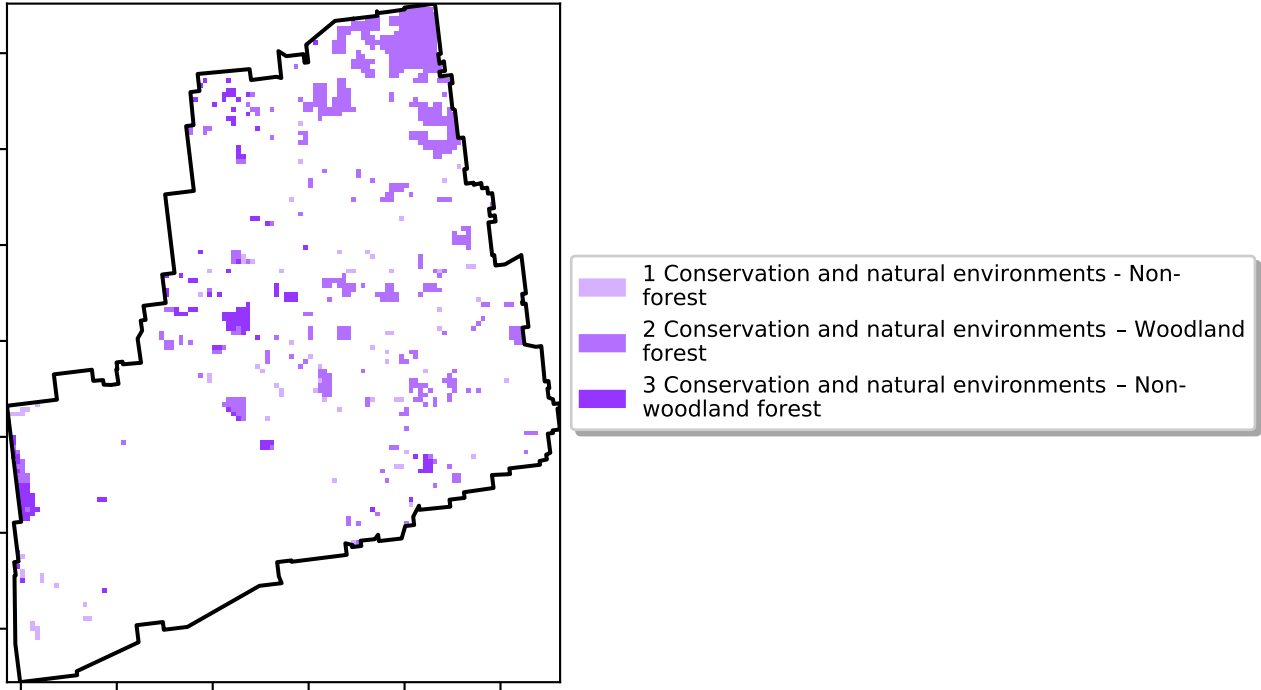 1 Conservation and natural environments - Non-
forest
2 Conservation and natural environments – Woodland
forest
3 Conservation and natural environments – Non-
woodland forest